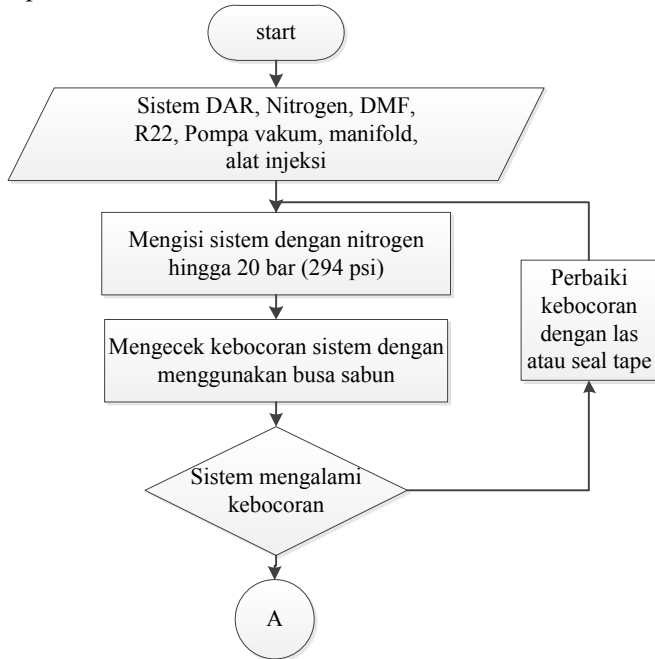 start
Sistem DAR, Nitrogen, DMF,
R22, Pompa vakum, manifold,
alat injeksi
Mengisi sistem dengan nitrogen
hingga 20 bar (294 psi)
Perbaiki
kebocoran
dengan las
atau seal tape
Mengecek kebocoran sistem dengan
menggunakan busa sabun
Sistem mengalami
kebocoran
A